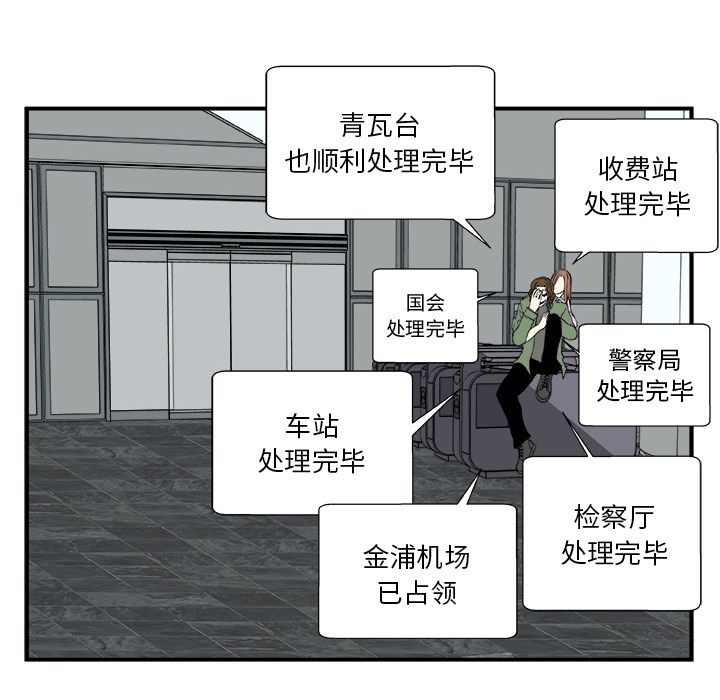 青瓦台
也顺利处理完毕
收费站
处理完毕
国会
处理完毕
警察局
处理完毕
车站
处理完毕
检察厅
处理完毕
金浦机场
已占领